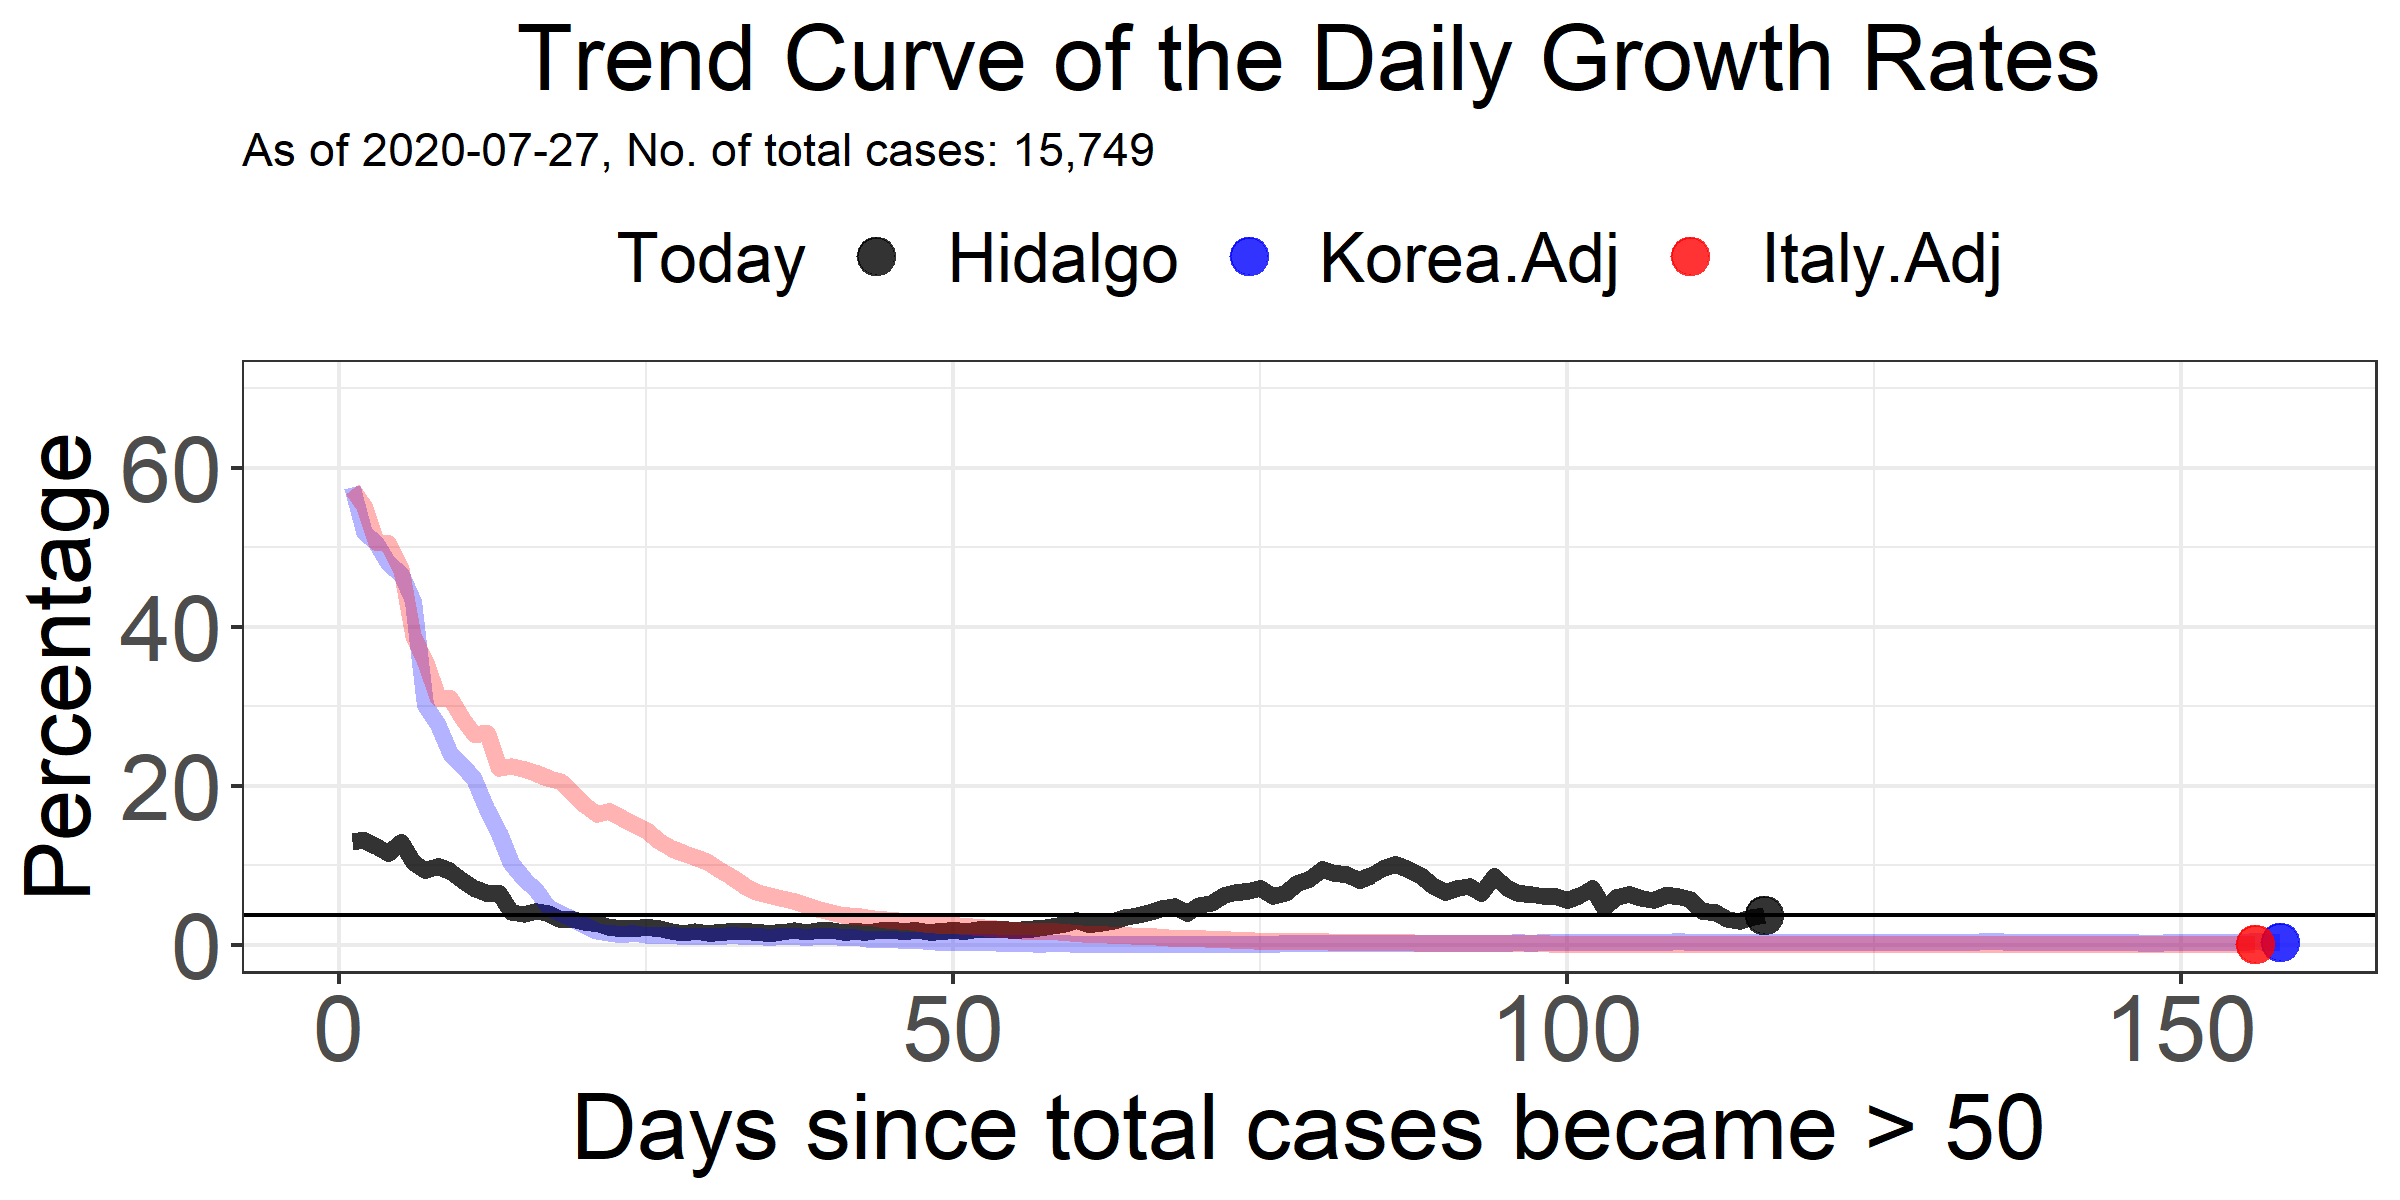 Trend Curve of the Daily Growth Rates
As of 2020-07-27, No. of total cases: 15,749
Today Hidalgo Korea.Adj Italy.Adj
Percentage
60
40
20
0
0 50 100 150
Days since total cases became > 50